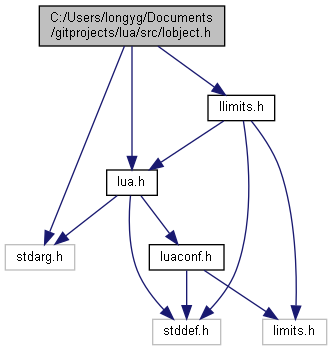 C:/Users/longyg/Documents
/gitprojects/lua/src/lobject.h
llimits.h
lua.h
stdarg.h
luaconf.h
stddef.h
limits.h